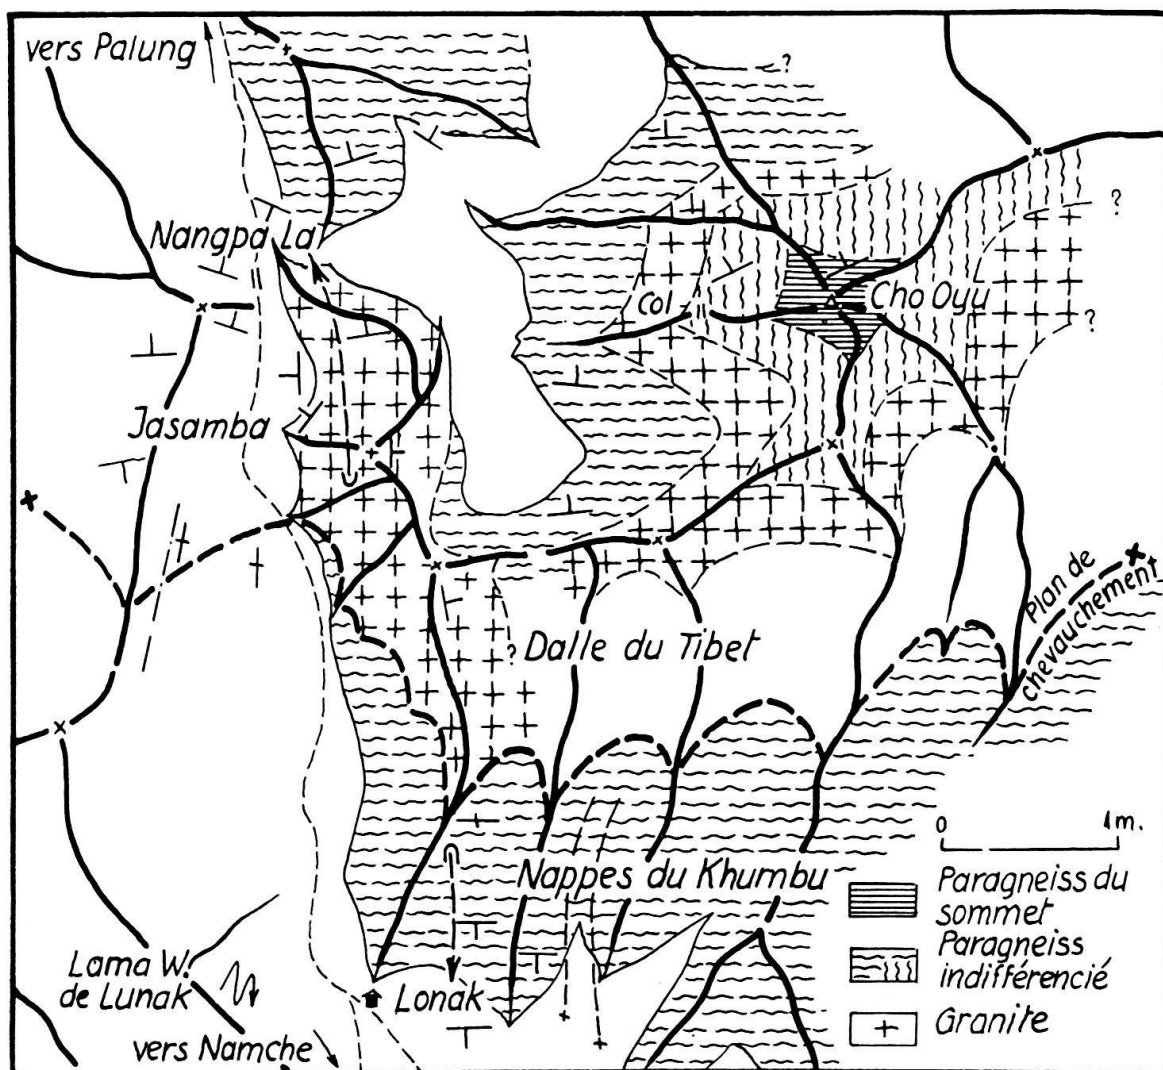 vers Palung
?
?
Nangpa La
col
Cho Oyu
?
Jasamba
Plan de
chevauchement
?
Dalle du Tibet
0
1m.
Nappes du Khumbu
Paragneiss du
sommet
Paragneiss
indifférencié
Lama W.
de Lunak
Lonak
Granite
vers Namche